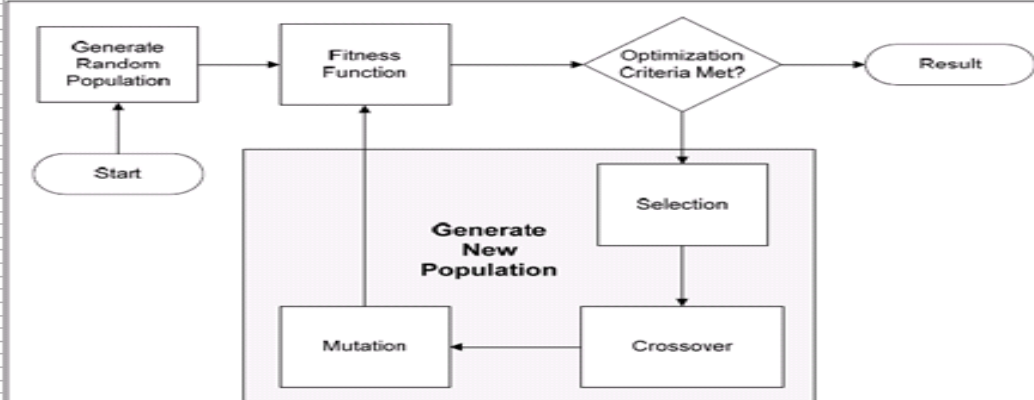 Generate
Random
Population
Fitness
Function
Optimization
Criteria Met?
Result
Start
Selection
Generate
New
Population
Mutation
Crossover